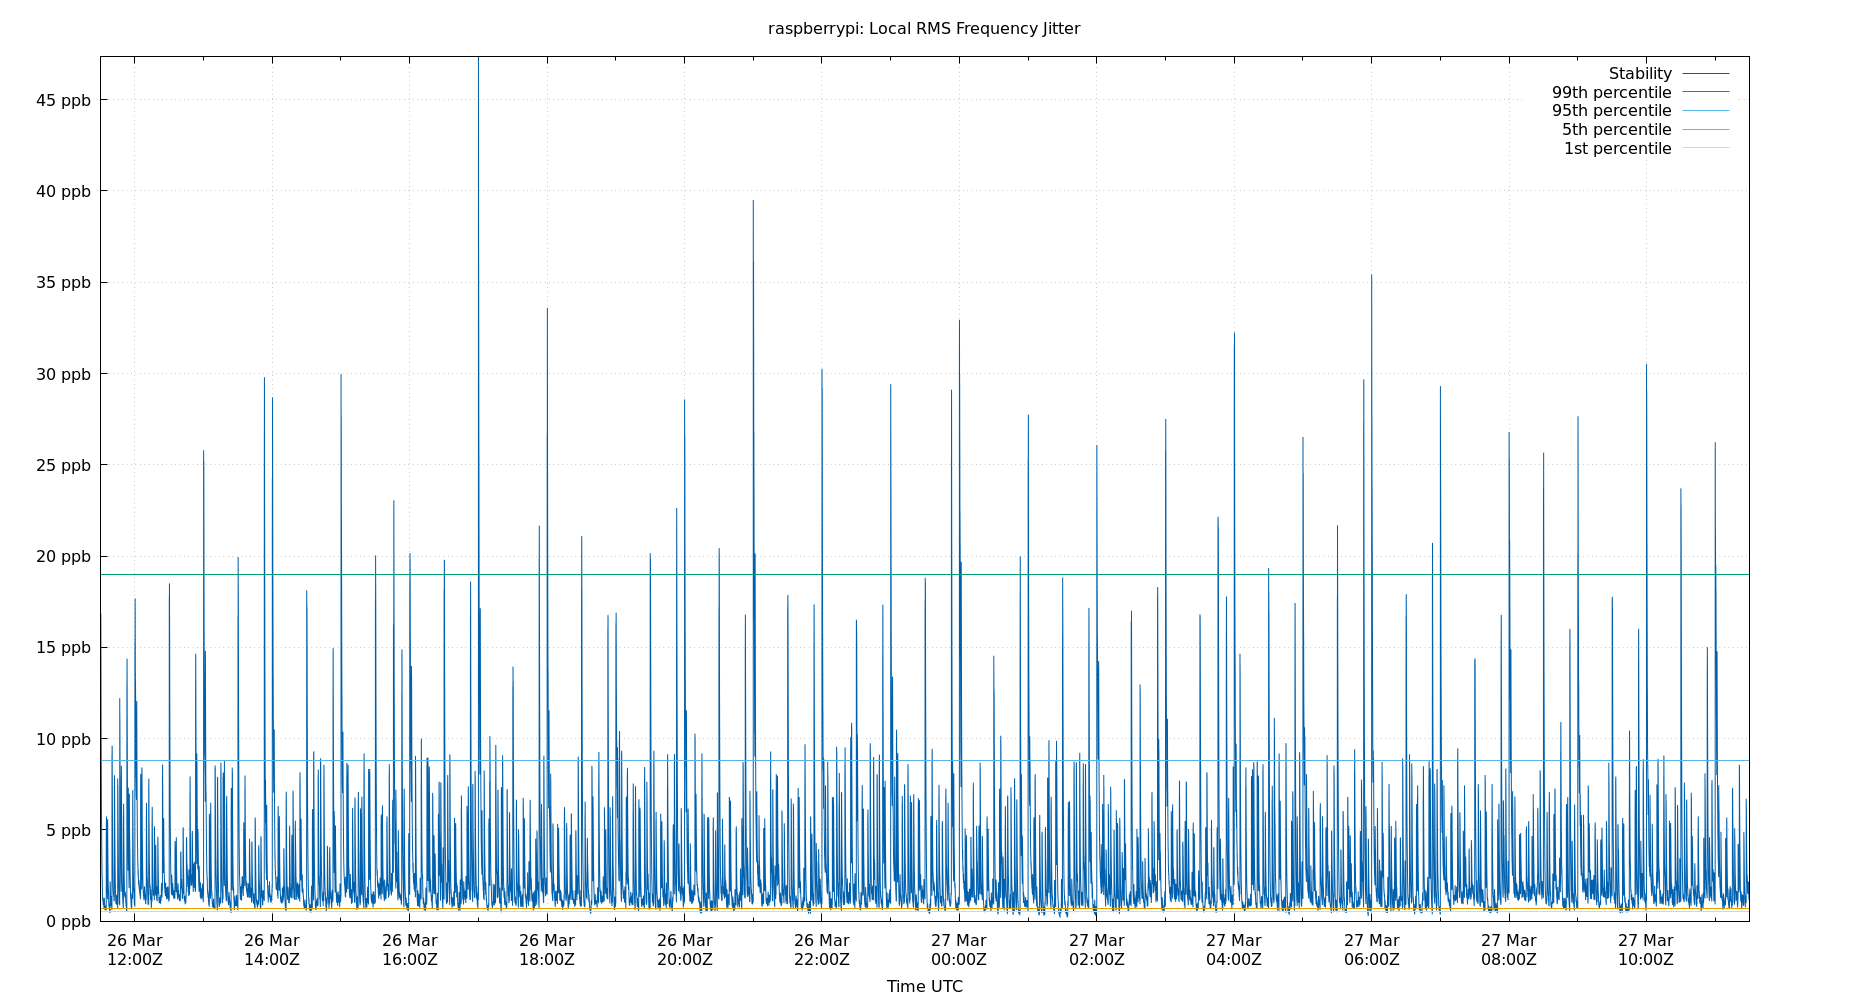 raspberrypi: Local RMS Frequency Jitter
Stability
99th percentile
95th percentile
5th percentile
1st percentile
45 ppb
40 ppb
35 ppb
30 ppb
25 ppb
20 ppb
15 ppb
10 ppb
5 ppb
0 ppb
26 Mar 26 Mar 26 Mar 26 Mar 26 Mar 26 Mar 27 Mar 27 Mar 27 Mar 27 Mar 27 Mar 27 Mar
12:00Z 14:00Z 16:00Z 18:00Z 20:00Z 22:00Z 00:00Z 02:00Z 04:00Z 06:00Z 08:00Z 10:00Z
Time UTC